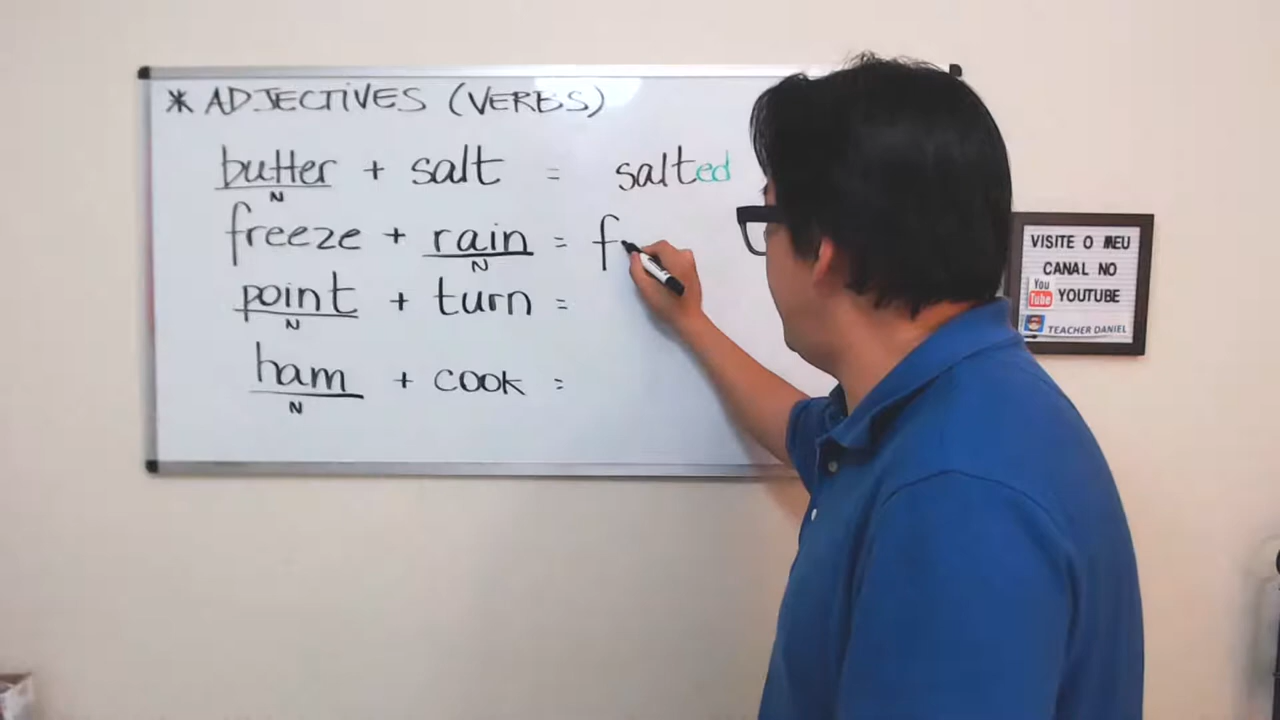 * ADJECTIVES (VERBS)
butter + salt = salted
N
freeze + rain = f
N
point + turn =
N
ham + cook =
N
VISITE O MEU
CANAL NO
You
Tube YOUTUBE
TEACHER DANIEL